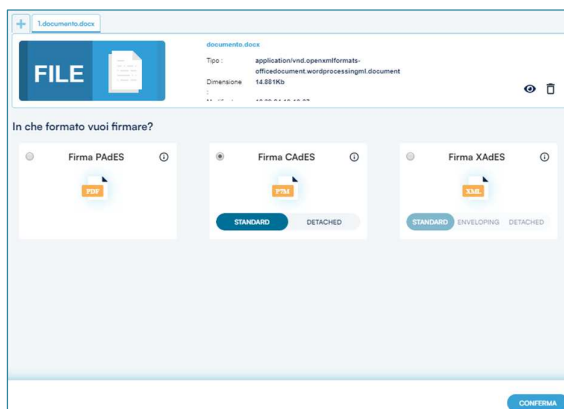 1.documento.docx
FILE
documento.docx
Tipo : application/vnd.openxmlformats-
officedocument.wordprocessingml.document
Dimensione 14.881Kb
:
In che formato vuoi firmare?
Firma PAdES
PDF
Firma CAdES
P7M
STANDARD DETACHED
Firma XAdES
XML
STANDARD ENVELOPING DETACHED
CONFERMA